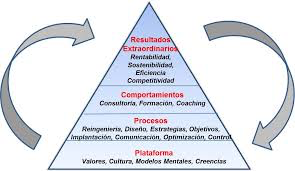 Resultados
Extraordinarios
Rentabilidad,
Sostenibilidad,
Eficiencia
Competitividad
Comportamientos
Consultoría, Formación, Coaching
Procesos
Reingeniería, Diseño, Estrategias, Objetivos,
Implantación, Comunicación, Optimización, Control
Plataforma
Valores, Cultura, Modelos Mentales, Creencias